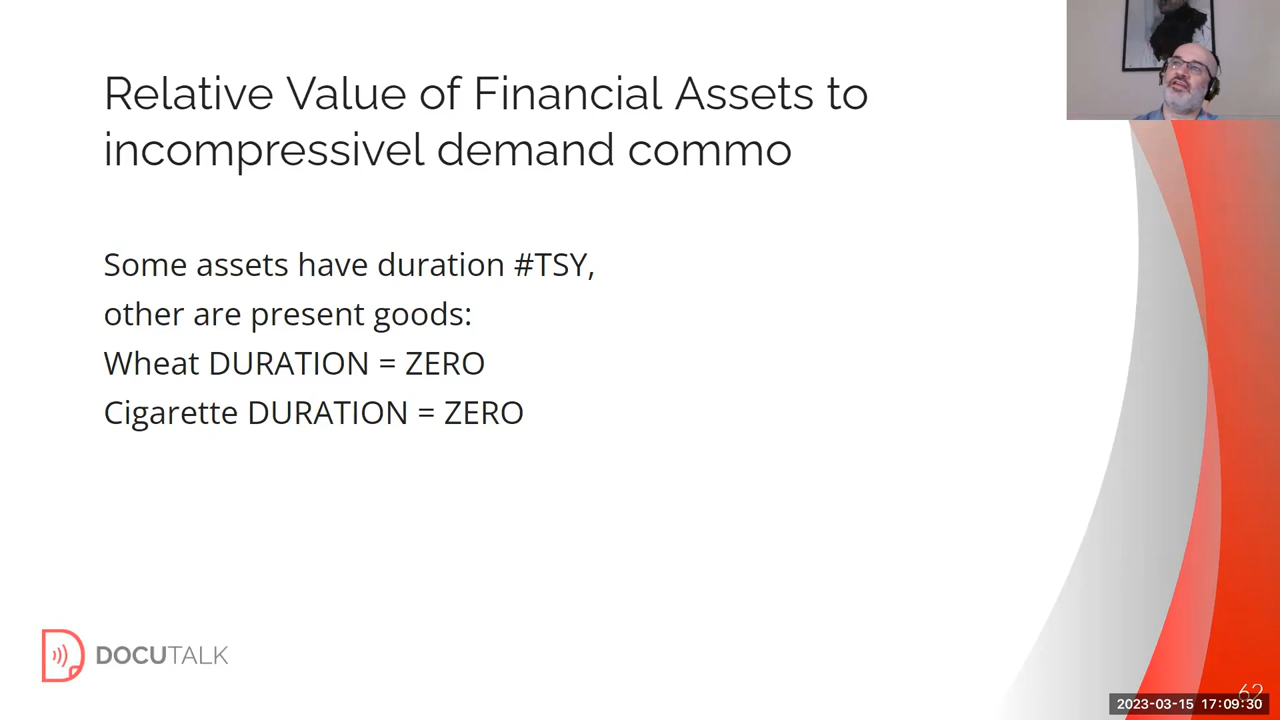 Relative Value of Financial Assets to
incompressivel demand commo
Some assets have duration #TSY,
other are present goods:
Wheat DURATION = ZERO
Cigarette DURATION = ZERO
DOCUTALK
62
2023-03-15 17:09:30